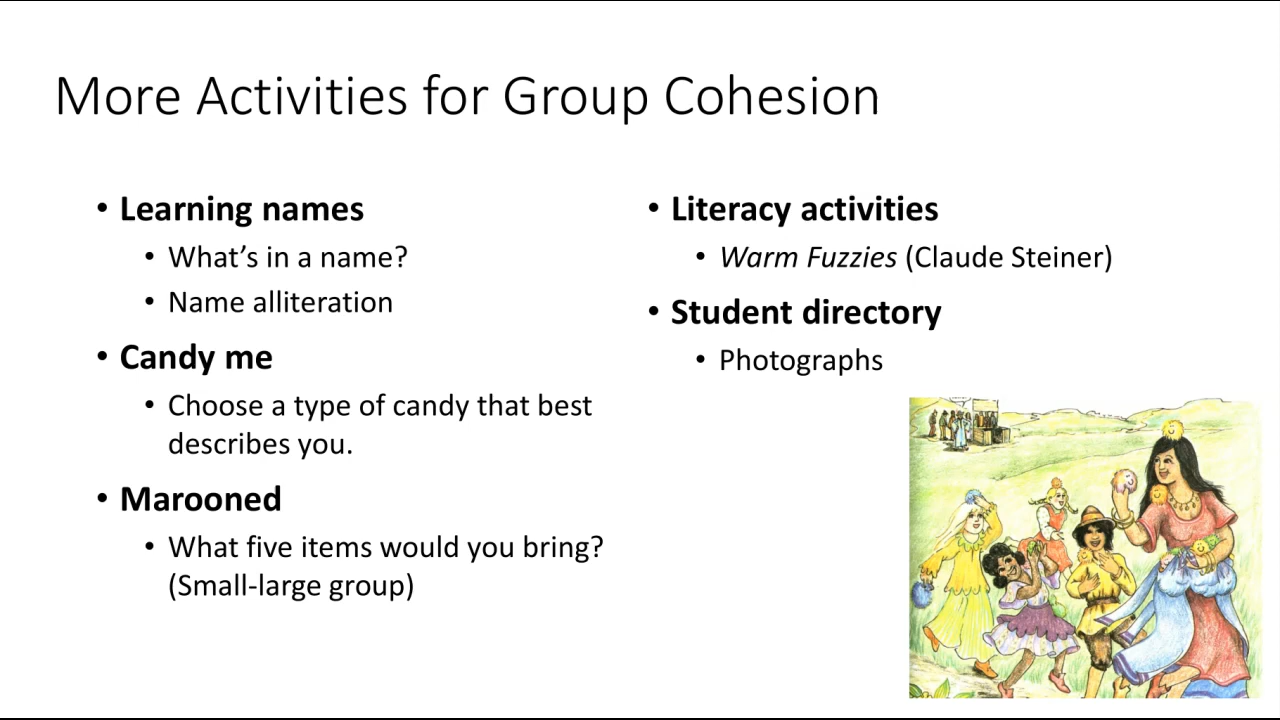 More Activities for Group Cohesion
• Learning names
• What’s in a name?
• Name alliteration
• Candy me
• Choose a type of candy that best
describes you.
• Marooned
• What five items would you bring?
(Small-large group)
• Literacy activities
• Warm Fuzzies (Claude Steiner)
• Student directory
• Photographs